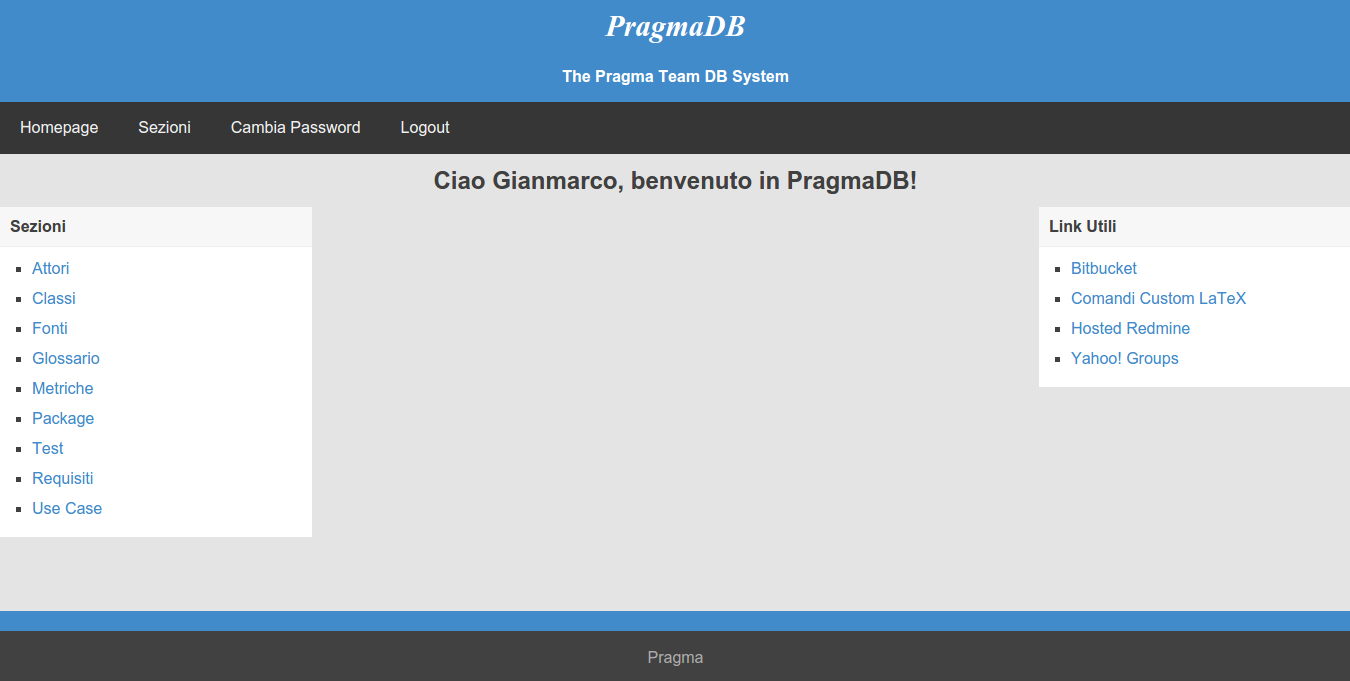 PragmaDB
The Pragma Team DB System
Homepage Sezioni Cambia Password Logout
Ciao Gianmarco, benvenuto in PragmaDB!
Sezioni
Attori
Classi
Fonti
Glossario
Metriche
Package
Test
Requisiti
Use Case
Link Utili
Bitbucket
Comandi Custom LaTeX
Hosted Redmine
Yahoo! Groups
Pragma